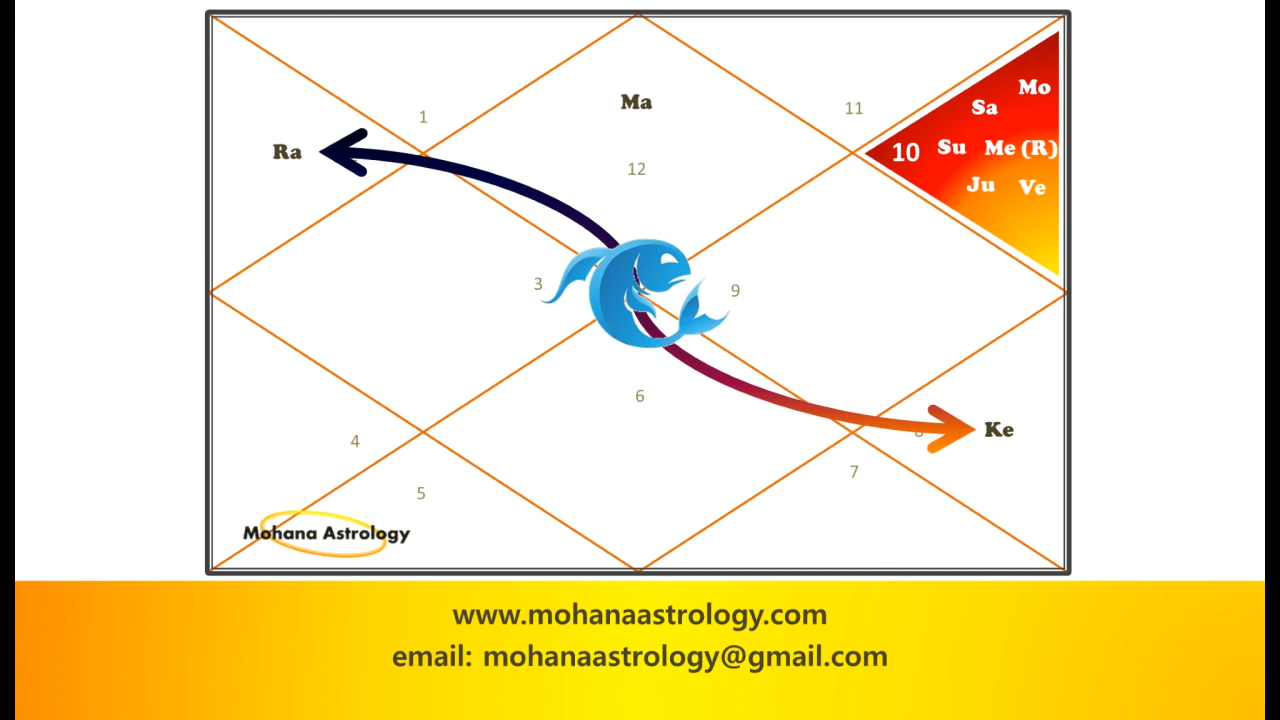 Mo
Sa
11
Ma
1
10 Su Me (R)
Ra
12
Ju Ve
3
9
6
8 Ke
4
7
5
Mohana Astrology
www.mohanaastrology.com
email: mohanaastrology@gmail.com